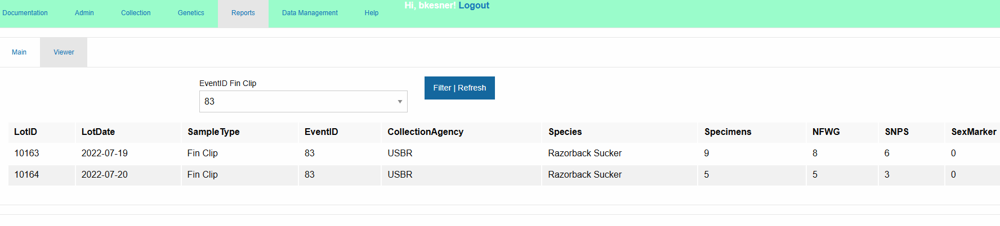 Documentation Admin Collection Genetics Reports Data Management Help Hi, bkesner! Logout
Main Viewer
EventID Fin Clip
83
Filter | Refresh
LotID LotDate SampleType EventID CollectionAgency Species Specimens NFWG SNPS SexMarker
10163 2022-07-19 Fin Clip 83 USBR Razorback Sucker 9 8 6 0
10164 2022-07-20 Fin Clip 83 USBR Razorback Sucker 5 5 3 0